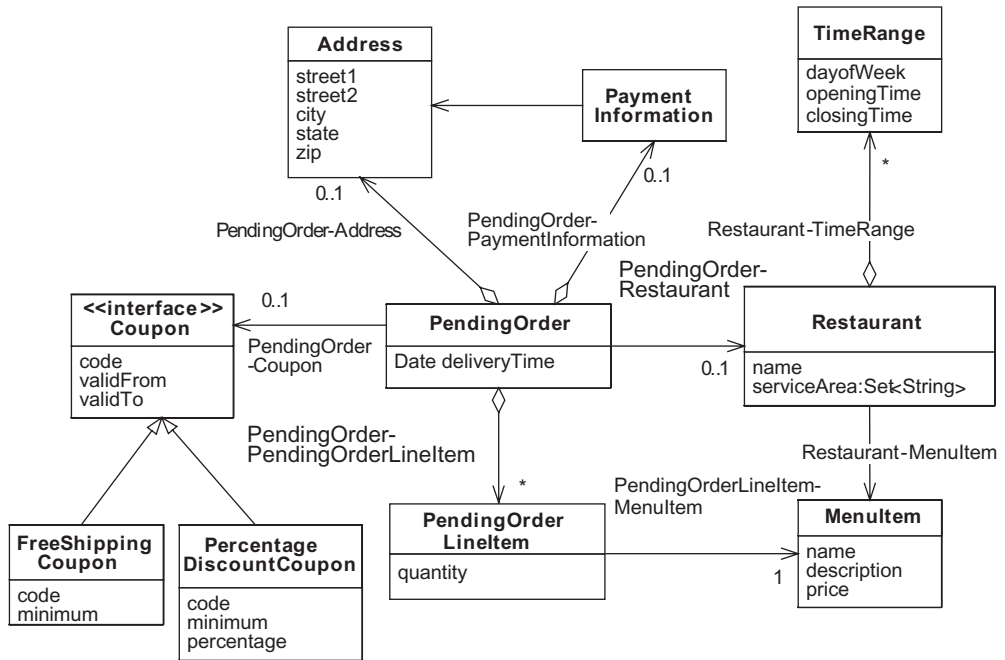 Address
street1
street2
city
state
zip
Payment
Information
TimeRange
dayofWeek
openingTime
closingTime
0..1
0..1
*
PendingOrder-Address
PendingOrder-
PaymentInformation
Restaurant-TimeRange
PendingOrder-
Restaurant
<<interface>>
Coupon
code
validFrom
validTo
0..1
PendingOrder
-Coupon
PendingOrder
Date deliveryTime
0..1
Restaurant
name
serviceArea:Set<String>
PendingOrder-
PendingOrderLineItem
*
Restaurant-MenuItem
PendingOrderLineItem-
MenuItem
FreeShipping
Coupon
code
minimum
Percentage
DiscountCoupon
code
minimum
percentage
PendingOrder
LineItem
quantity
1
MenuItem
name
description
price